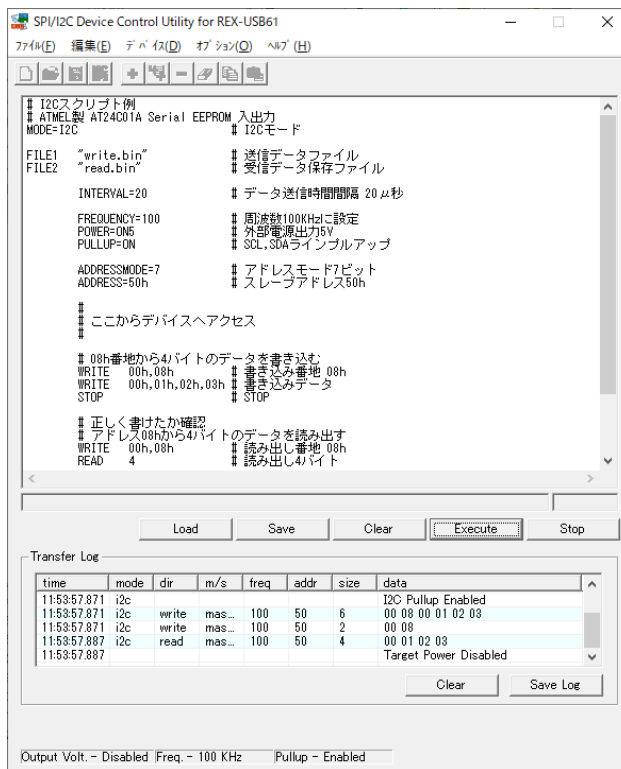 SPI/I2C Device Control Utility for REX-USB61
ファイル(F) 編集(E) デバイス(D) オプション(O) ヘルプ(H)
# I2Cスクリプト例
# ATMEL製 AT24C01A Serial EEPROM 入出力
MODE=I2C # I2Cモード
FILE1 "write.bin" # 送信データファイル
FILE2 "read.bin" # 受信データ保存ファイル
INTERVAL=20 # データ送信時間間隔 20μ秒
FREQUENCY=100 # 周波数100KHzに設定
POWER=ON5 # 外部電源出力5V
PULLUP=ON # SCL,SDAラインプルアップ
ADDRESSMODE=7 # アドレスモード7ビット
ADDRESS=50h # スレーブアドレス50h
#
# ここからデバイスへアクセス
#
# 08h番地から4バイトのデータを書き込む
WRITE 00h,08h # 書き込み番地 08h
WRITE 00h,01h,02h,03h # 書き込みデータ
STOP # STOP
# 正しく書けたか確認
# アドレス08hから4バイトのデータを読み出す
WRITE 00h,08h # 読み出し番地 08h
READ 4 # 読み出し4バイト
Load Save Clear Execute Stop
Transfer Log
time mode dir m/s freq addr size data
11:53:57.871 i2c I2C Pullup Enabled
11:53:57.871 i2c write mas... 100 50 6 00 08 00 01 02 03
11:53:57.871 i2c write mas... 100 50 2 00 08
11:53:57.887 i2c read mas... 100 50 4 00 01 02 03
11:53:57.887 Target Power Disabled
Clear Save Log
Output Volt. - Disabled Freq. - 100 KHz Pullup - Enabled